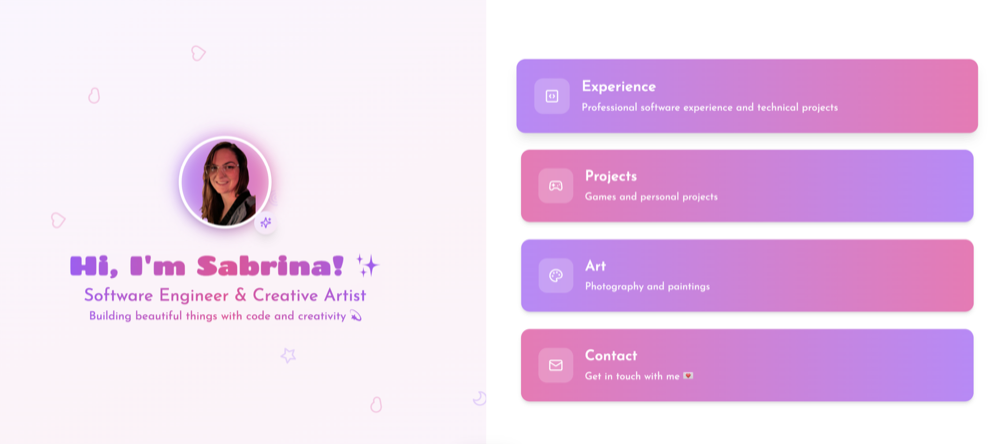 Hi, I'm Sabrina! ✨
Software Engineer & Creative Artist
Building beautiful things with code and creativity 💫
Experience
Professional software experience and technical projects
Projects
Games and personal projects
Art
Photography and paintings
Contact
Get in touch with me 💌